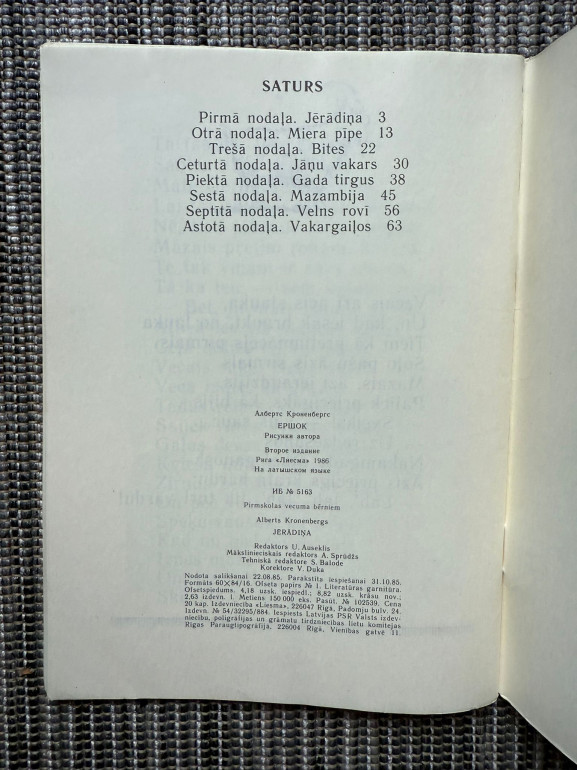 SATURS
Pirmā nodaļa. Jērādiņa 3
Otrā nodaļa. Miera pīpe 13
Trešā nodaļa. Bites 22
Ceturtā nodaļa. Jāņu vakars 30
Piektā nodaļa. Gada tirgus 38
Sestā nodaļa. Mazambija 45
Septītā nodaļa. Velns rovī 56
Astotā nodaļa. Vakargaiļos 63
Албертс Кроненбергс
ЕРШОК
Рисунки автора
Второе издание
Рига «Лиесма» 1986
На латышском языке
ИБ № 5163
Pirmskolas vecuma bērniem
Alberts Kronenbergs
JĒRĀDIŅA
Redaktors U. Auseklis
Mākslinieciskais redaktors A. Sprūdžs
Tehniskā redaktore S. Balode
Korektore V. Duka
Nodota salikšanai 22.08.85. Parakstīta iespiešanai 31.10.85.
Formāts 60×84/16. Ofseta papīrs № 1. Literatūras garnitūra.
Ofsetspiedums. 4,18 uzsk. iespiedl.; 8,82 uzsk. krāsu nov.;
2,63 izdevn. l. Metiens 150 000 eks. Pasūt. № 102539. Cena
20 kap. Izdevniecība «Liesma», 226047 Rīgā, Padomju bulv. 24.
Izdevn. № 54/32295/884. Iespiests Latvijas PSR Valsts izdev-
niecību, poligrāfijas un grāmatu tirdzniecības lietu komitejas
Rīgas Paraugtipogrāfijā, 226004 Rīgā, Vienības gatvē 11.